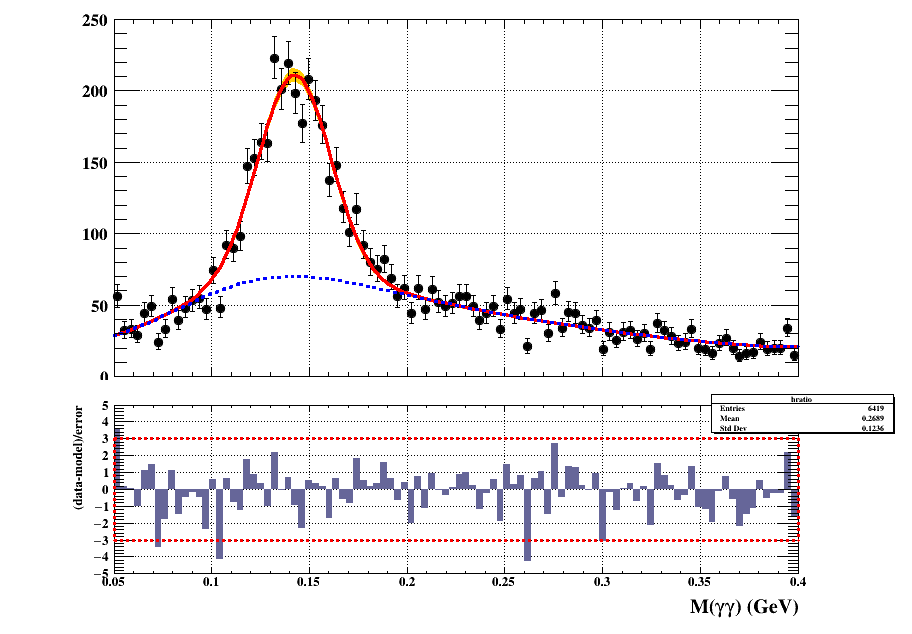 250
200
150
100
50
0
hratio
Entries 6419
Mean 0.2689
Std Dev 0.1236
(data-model)/error
5
4
3
2
1
0
−1
−2
−3
−4
−5
0.05 0.1 0.15 0.2 0.25 0.3 0.35 0.4
M(γγ) (GeV)